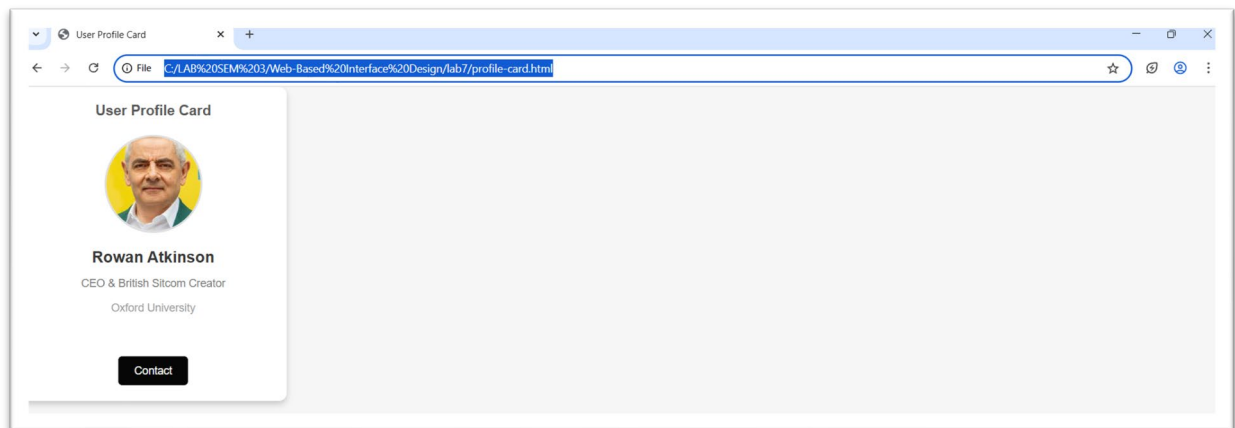 User Profile Card
File C:/LAB%20SEM%203/Web-Based%20Interface%20Design/lab7/profile-card.html
User Profile Card
Rowan Atkinson
CEO & British Sitcom Creator
Oxford University
Contact